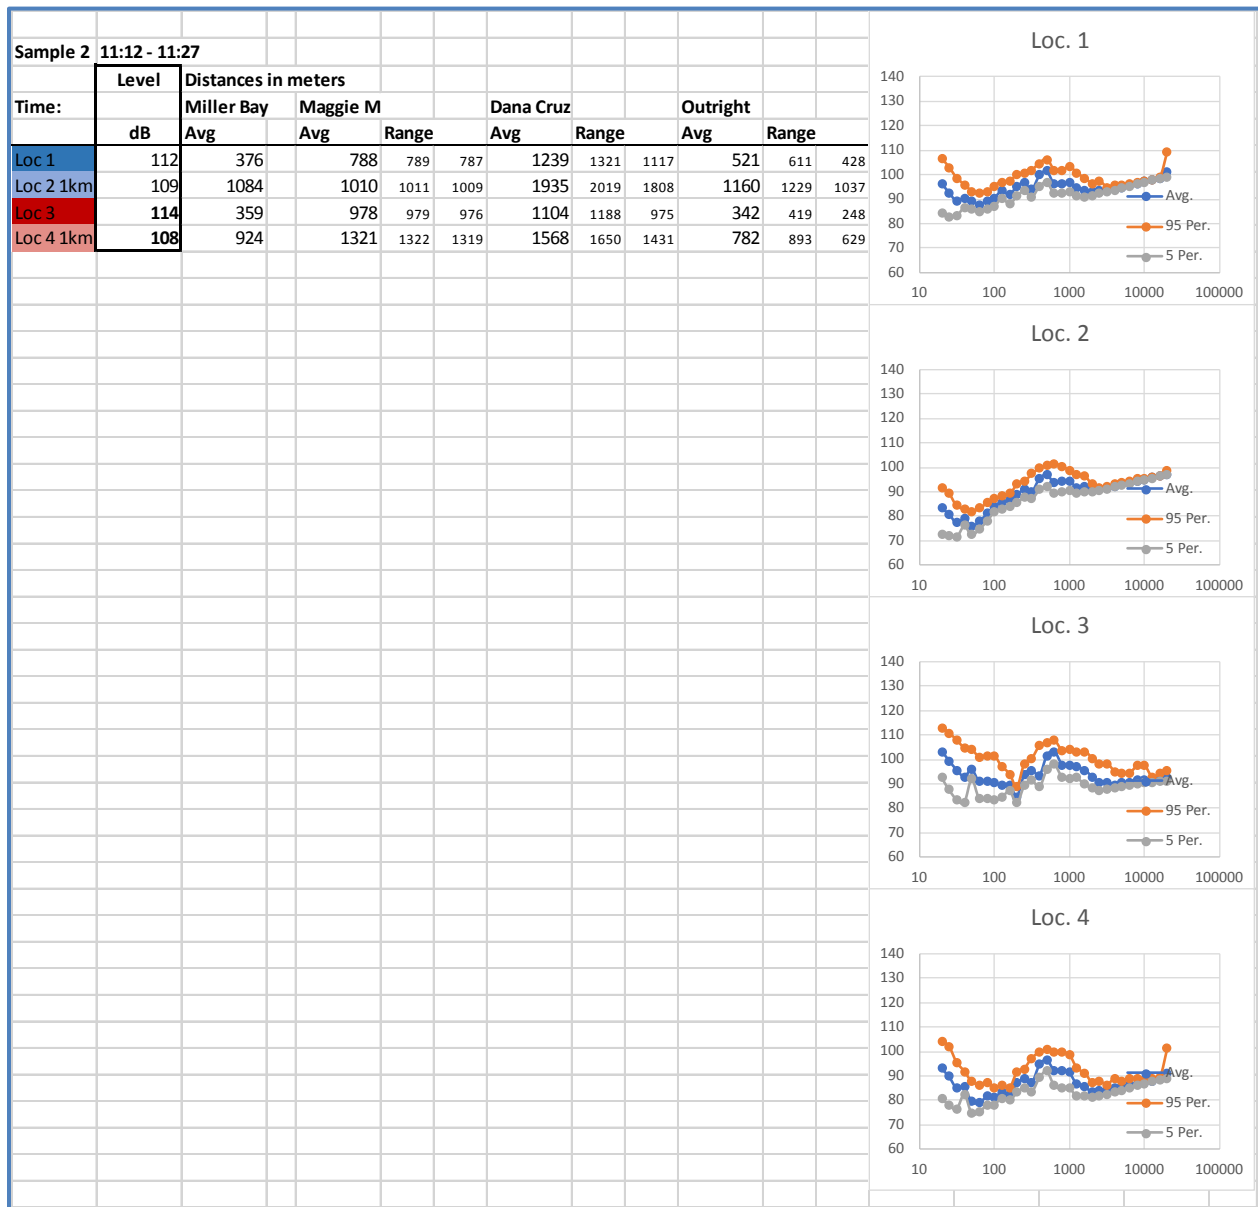 Sample 2 11:12 - 11:27
Level Distances in meters
Time: Miller Bay Maggie M Dana Cruz Outright
dB Avg Avg Range Avg Range Avg Range
Loc 1 112 376 788 789 787 1239 1321 1117 521 611 428
Loc 2 1km 109 1084 1010 1011 1009 1935 2019 1808 1160 1229 1037
Loc 3 114 359 978 979 976 1104 1188 975 342 419 248
Loc 4 1km 108 924 1321 1322 1319 1568 1650 1431 782 893 629
Loc. 1
140
130
120
110
100
90
80
70
60
Avg.
95 Per.
5 Per.
10 100 1000 10000 100000
Loc. 2
140
130
120
110
100
90
80
70
60
Avg.
95 Per.
5 Per.
10 100 1000 10000 100000
Loc. 3
140
130
120
110
100
90
80
70
60
Avg.
95 Per.
5 Per.
10 100 1000 10000 100000
Loc. 4
140
130
120
110
100
90
80
70
60
Avg.
95 Per.
5 Per.
10 100 1000 10000 100000